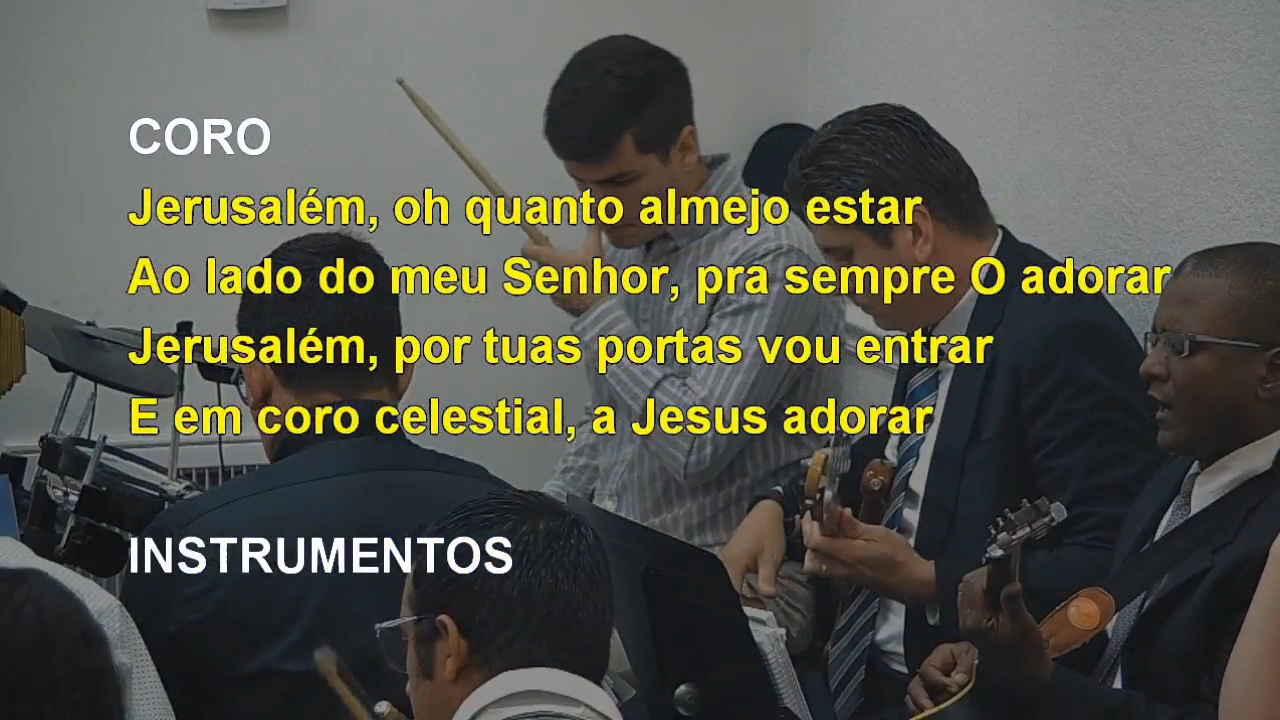 CORO
Jerusalém, oh quanto almejo estar
Ao lado do meu Senhor, pra sempre O adorar
Jerusalém, por tuas portas vou entrar
E em coro celestial, a Jesus adorar
INSTRUMENTOS